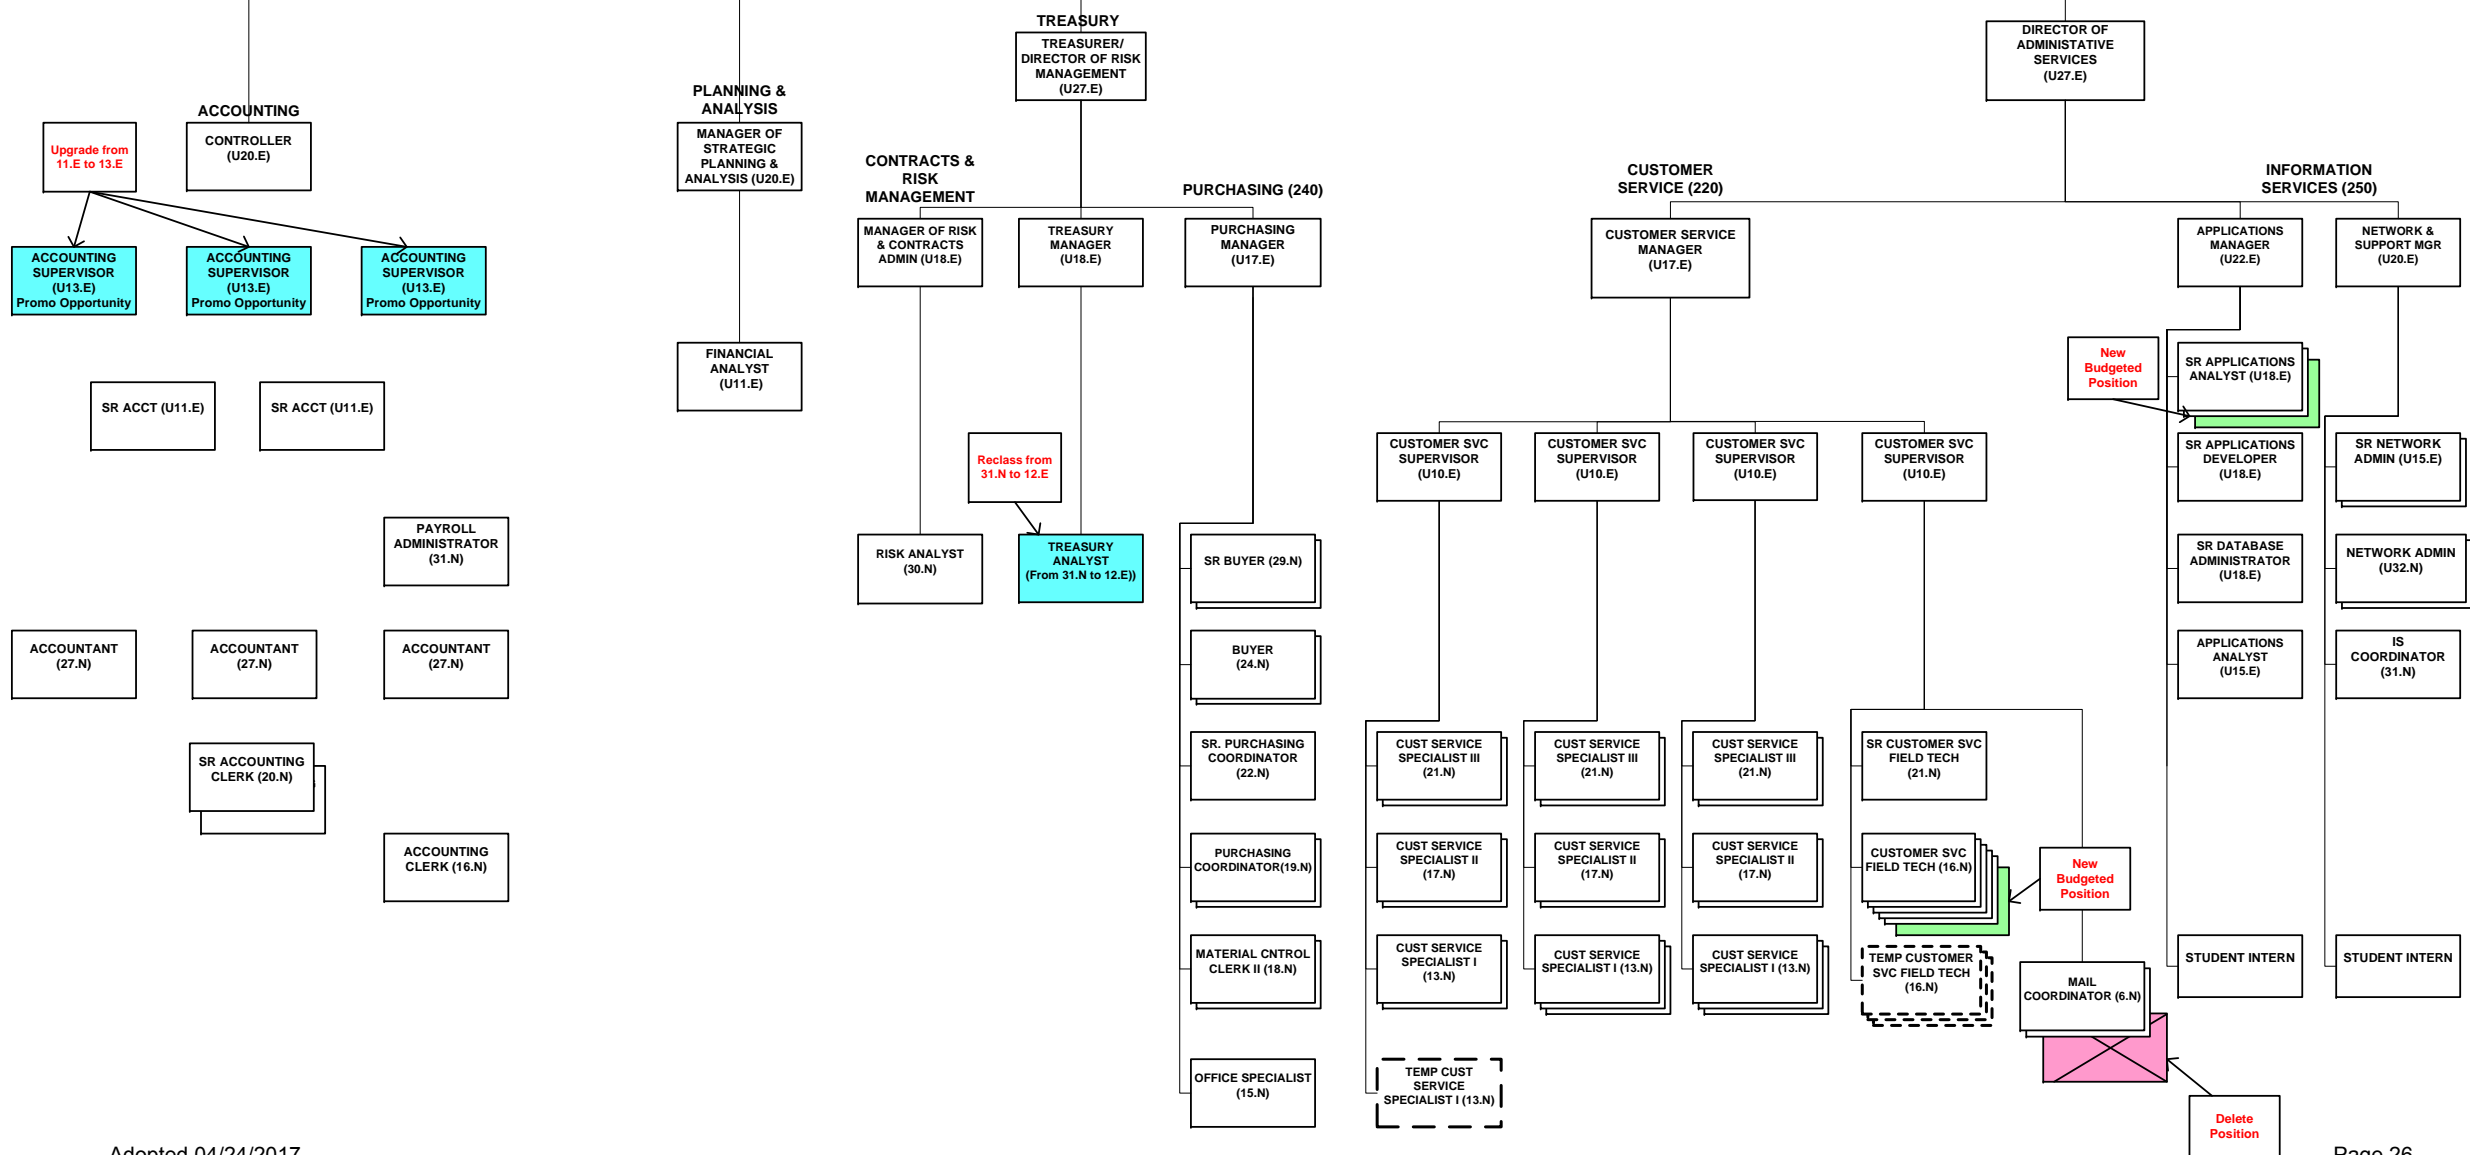 TREASURY
TREASURER/
DIRECTOR OF RISK
MANAGEMENT
(U27.E)
DIRECTOR OF
ADMINISTATIVE
SERVICES
(U27.E)
ACCOUNTING
Upgrade from
11.E to 13.E
CONTROLLER
(U20.E)
ACCOUNTING
SUPERVISOR
(U13.E)
Promo Opportunity
ACCOUNTING
SUPERVISOR
(U13.E)
Promo Opportunity
ACCOUNTING
SUPERVISOR
(U13.E)
Promo Opportunity
SR ACCT (U11.E)
SR ACCT (U11.E)
PAYROLL
ADMINISTRATOR
(31.N)
ACCOUNTANT
(27.N)
ACCOUNTANT
(27.N)
ACCOUNTANT
(27.N)
SR ACCOUNTING
CLERK (20.N)
ACCOUNTING
CLERK (16.N)
PLANNING &
ANALYSIS
MANAGER OF
STRATEGIC
PLANNING &
ANALYSIS (U20.E)
FINANCIAL
ANALYST
(U11.E)
CONTRACTS &
RISK
MANAGEMENT
MANAGER OF RISK
& CONTRACTS
ADMIN (U18.E)
RISK ANALYST
(30.N)
TREASURY
MANAGER
(U18.E)
Reclass from
31.N to 12.E
TREASURY
ANALYST
(From 31.N to 12.E))
PURCHASING (240)
PURCHASING
MANAGER
(U17.E)
SR BUYER (29.N)
BUYER
(24.N)
SR. PURCHASING
COORDINATOR
(22.N)
PURCHASING
COORDINATOR(19.N)
MATERIAL CNTROL
CLERK II (18.N)
OFFICE SPECIALIST
(15.N)
CUSTOMER
SERVICE (220)
CUSTOMER SERVICE
MANAGER
(U17.E)
CUSTOMER SVC
SUPERVISOR
(U10.E)
CUSTOMER SVC
SUPERVISOR
(U10.E)
CUSTOMER SVC
SUPERVISOR
(U10.E)
CUSTOMER SVC
SUPERVISOR
(U10.E)
CUST SERVICE
SPECIALIST III
(21.N)
CUST SERVICE
SPECIALIST III
(21.N)
CUST SERVICE
SPECIALIST III
(21.N)
SR CUSTOMER SVC
FIELD TECH
(21.N)
CUST SERVICE
SPECIALIST II
(17.N)
CUST SERVICE
SPECIALIST II
(17.N)
CUST SERVICE
SPECIALIST II
(17.N)
CUSTOMER SVC
FIELD TECH (16.N)
New
Budgeted
Position
CUST SERVICE
SPECIALIST I
(13.N)
CUST SERVICE
SPECIALIST I (13.N)
CUST SERVICE
SPECIALIST I (13.N)
TEMP CUSTOMER
SVC FIELD TECH
(16.N)
MAIL
COORDINATOR (6.N)
TEMP CUST
SERVICE
SPECIALIST I (13.N)
Delete
Position
INFORMATION
SERVICES (250)
APPLICATIONS
MANAGER
(U22.E)
NETWORK &
SUPPORT MGR
(U20.E)
New
Budgeted
Position
SR APPLICATIONS
ANALYST (U18.E)
SR APPLICATIONS
DEVELOPER
(U18.E)
SR NETWORK
ADMIN (U15.E)
SR DATABASE
ADMINISTRATOR
(U18.E)
NETWORK ADMIN
(U32.N)
APPLICATIONS
ANALYST
(U15.E)
IS
COORDINATOR
(31.N)
STUDENT INTERN
STUDENT INTERN
Adopted 04/24/2017
Page 26